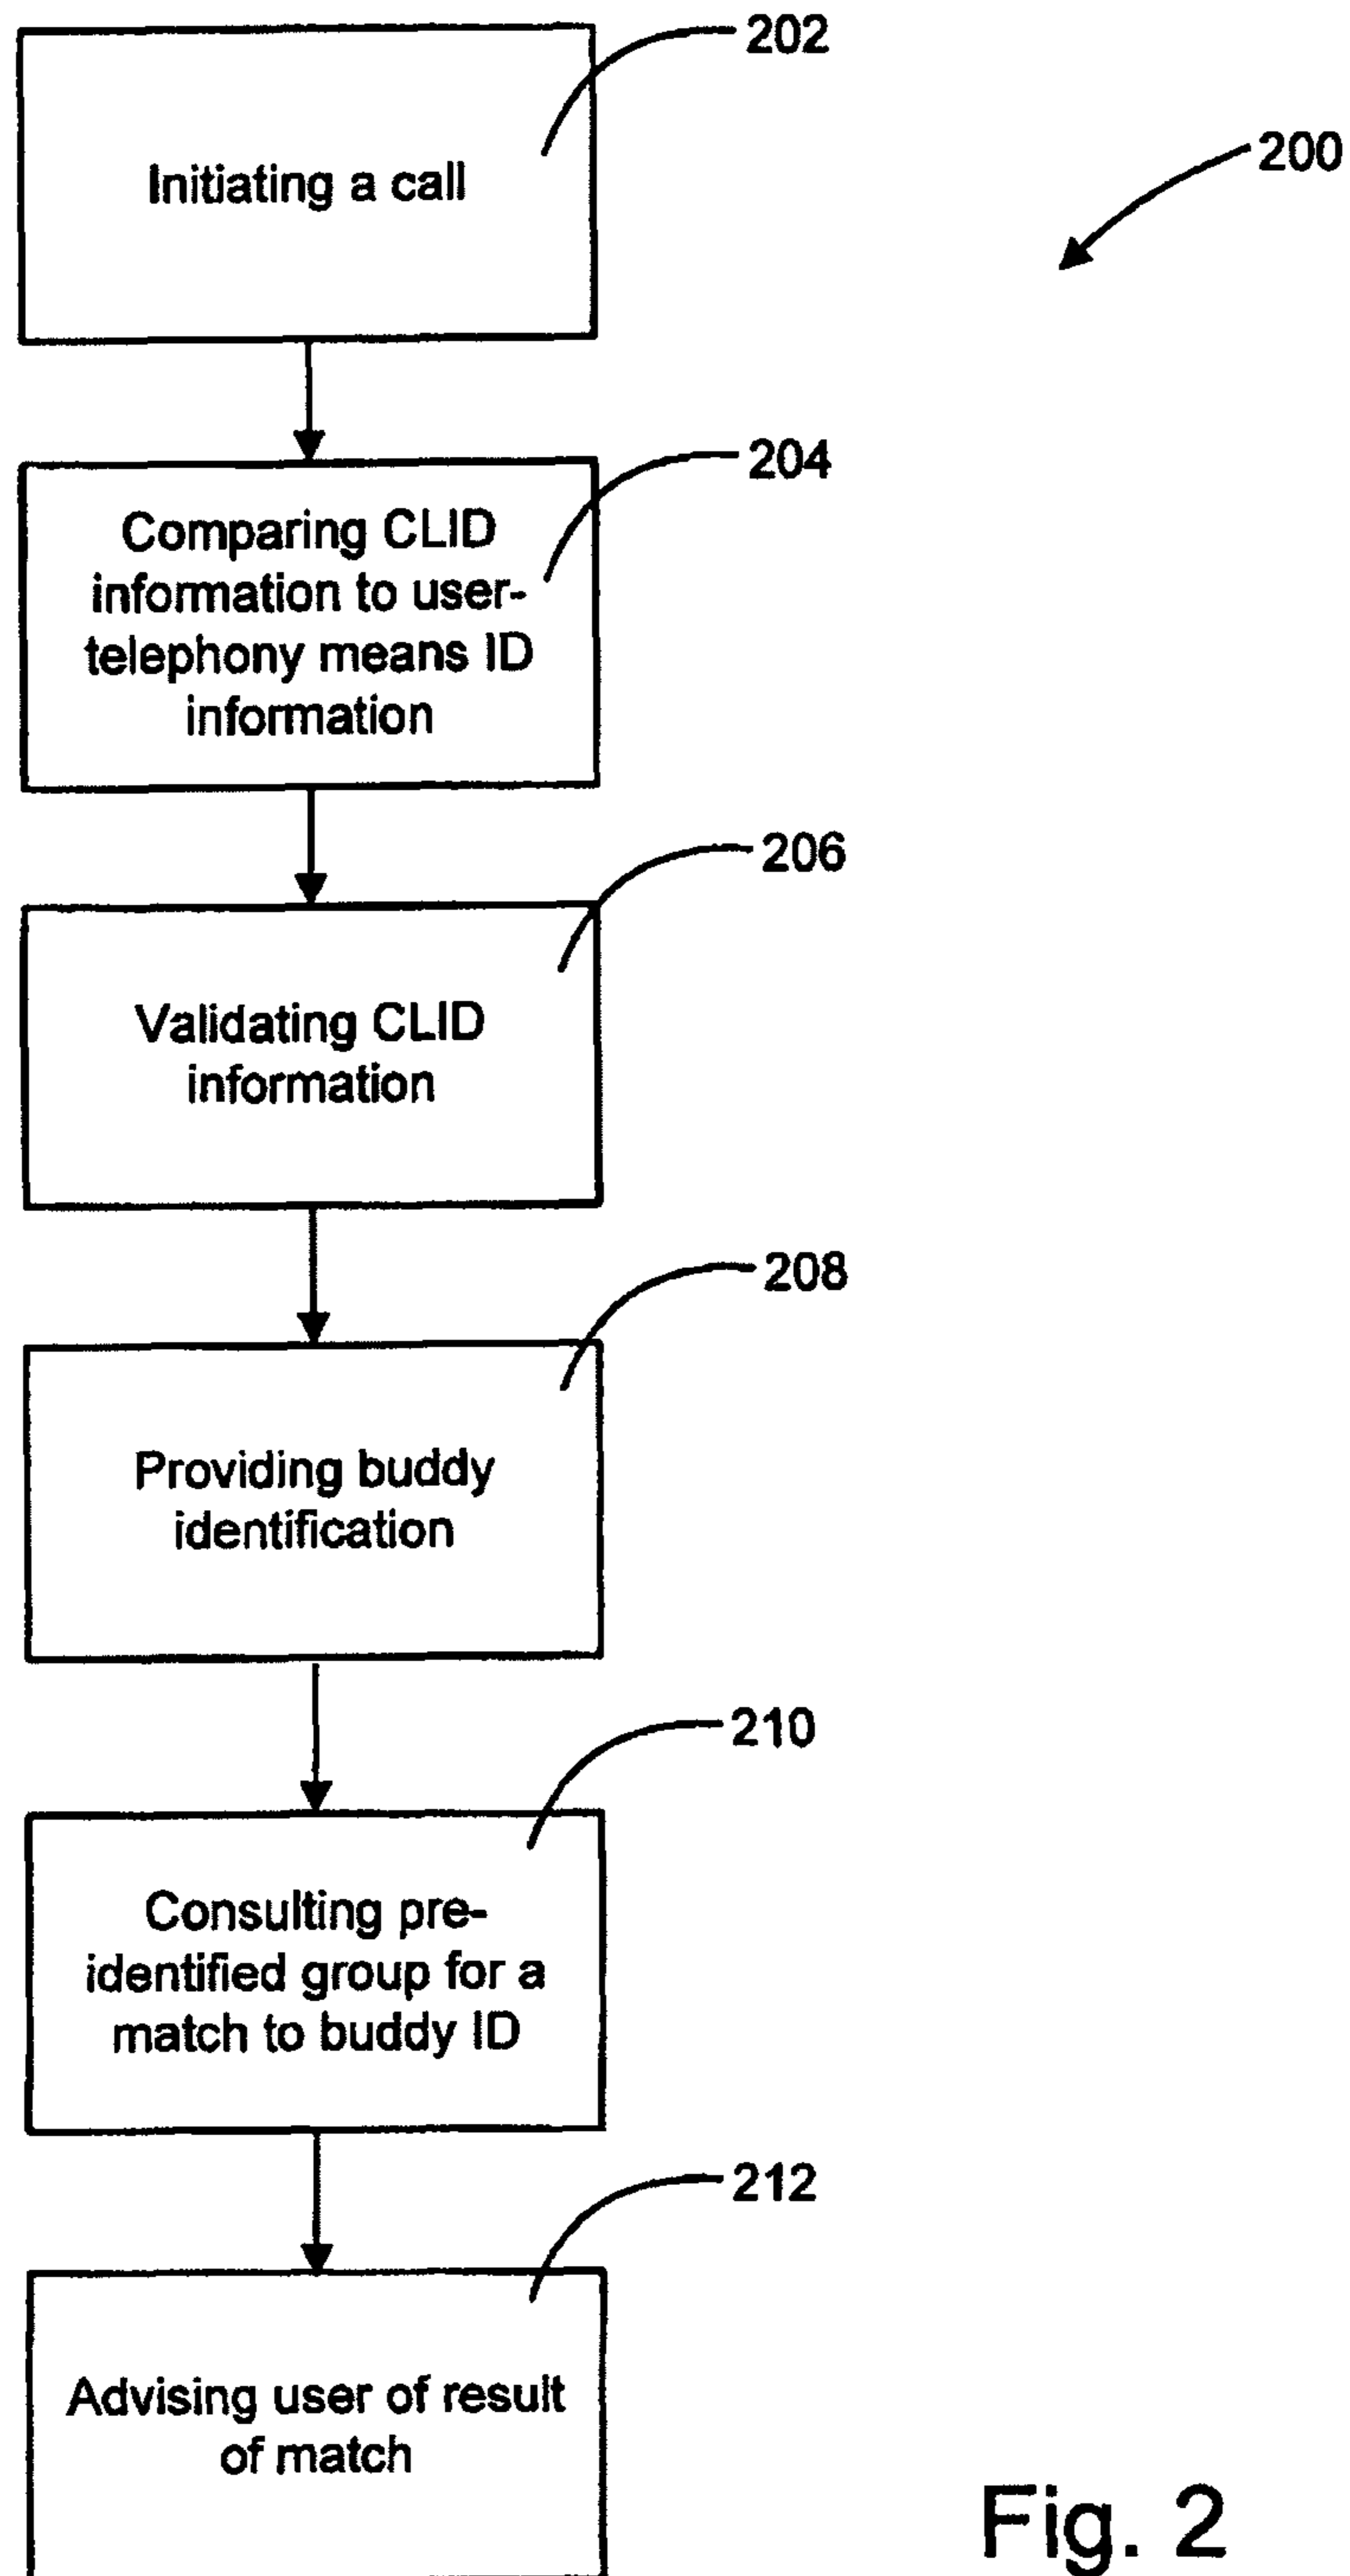 202
200
Initiating a call
204
Comparing CLID
information to user-
telephony means ID
information
206
Validating CLID
information
208
Providing buddy
identification
210
Consulting pre-
identified group for a
match to buddy ID
212
Advising user of result
of match
Fig. 2